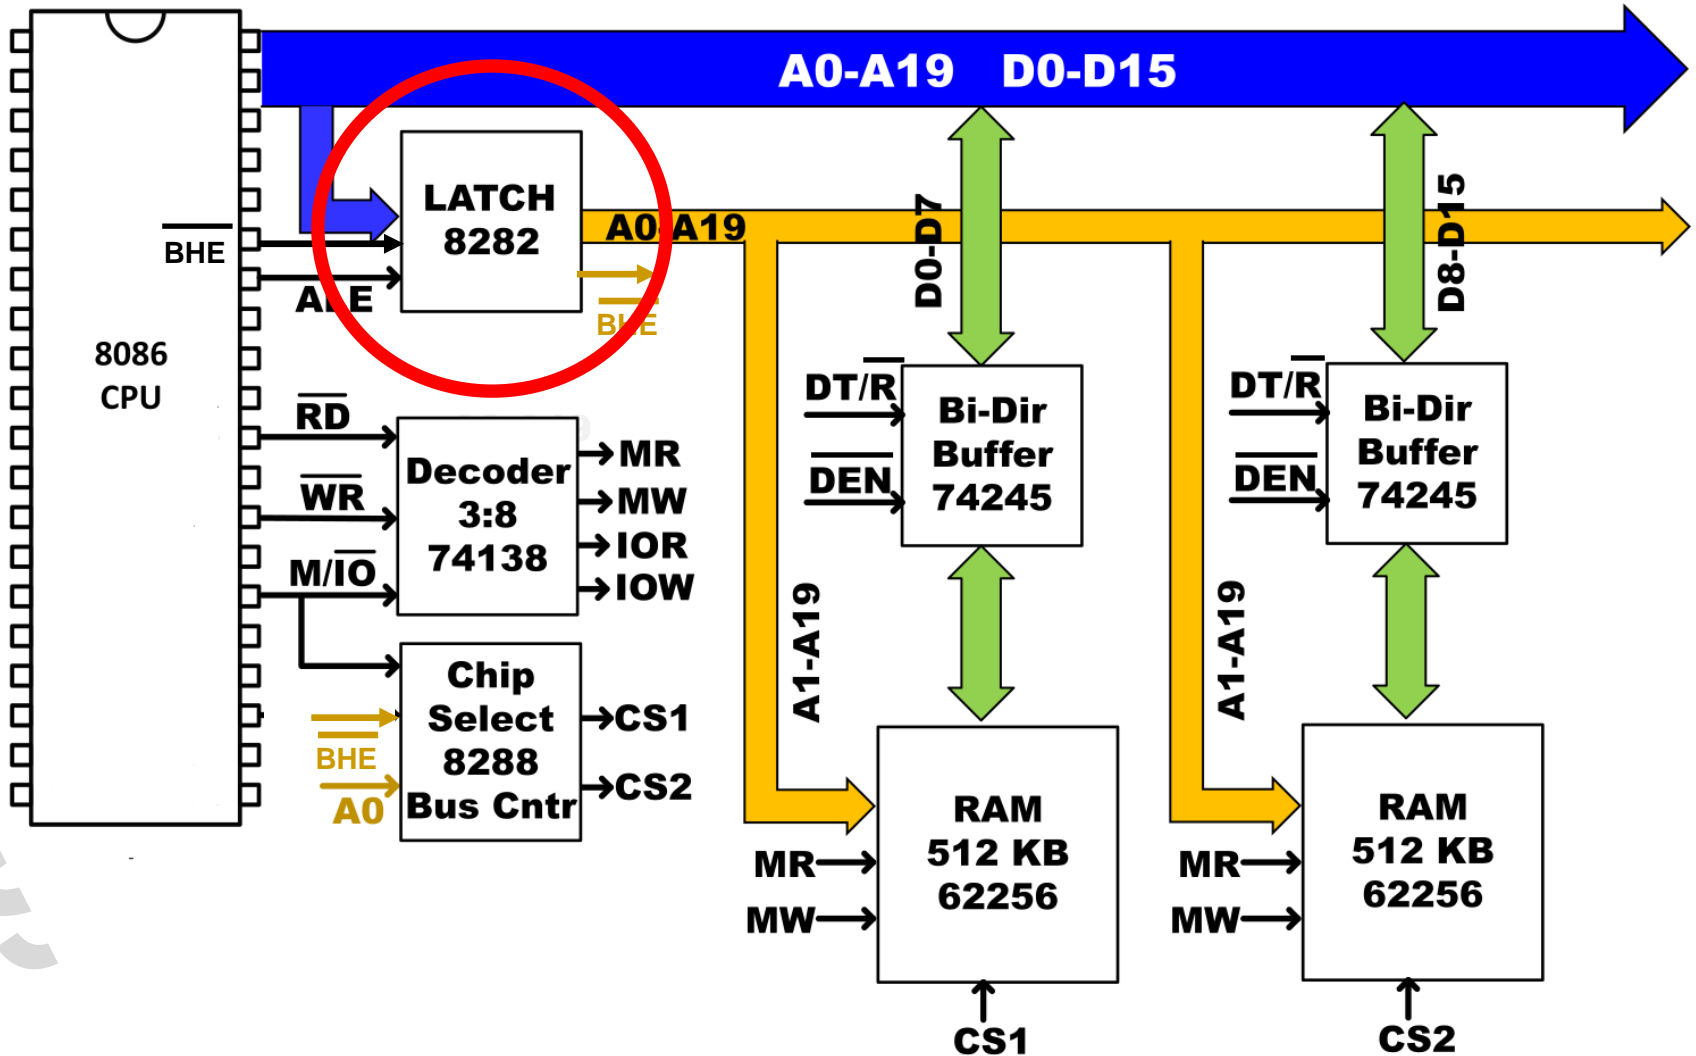 A0-A19 D0-D15
LATCH
8282
A0-A19
BHE
ALE
BHE
D0-D7
D8-D15
8086
CPU
RD
WR
M/IO
Decoder
3:8
74138
MR
MW
IOR
IOW
DT/R
DEN
Bi-Dir
Buffer
74245
DT/R
DEN
Bi-Dir
Buffer
74245
Chip
Select
8288
Bus Cntr
BHE
A0
CS1
CS2
A1-A19
A1-A19
RAM
512 KB
62256
MR
MW
CS1
RAM
512 KB
62256
MR
MW
CS2